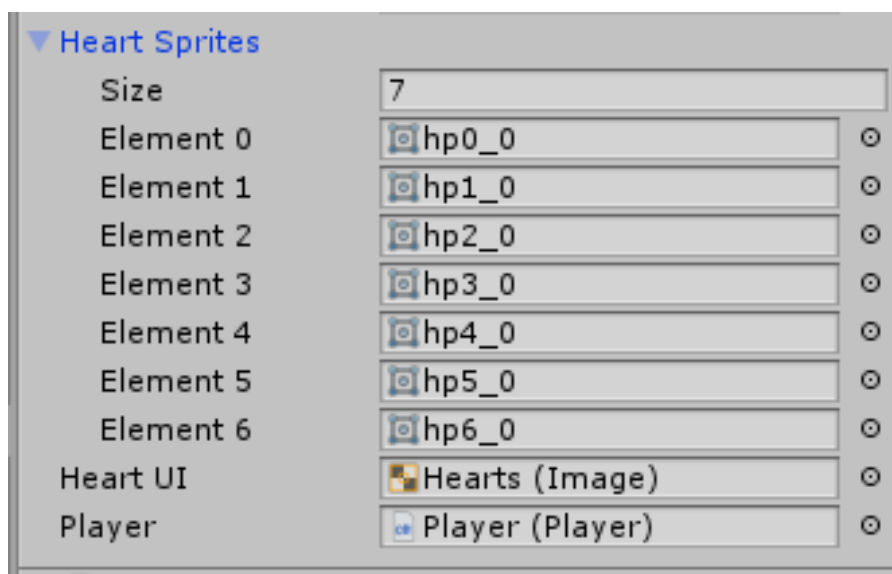 Heart Sprites
Size 7
Element 0 hp0_0
Element 1 hp1_0
Element 2 hp2_0
Element 3 hp3_0
Element 4 hp4_0
Element 5 hp5_0
Element 6 hp6_0
Heart UI Hearts (Image)
Player Player (Player)